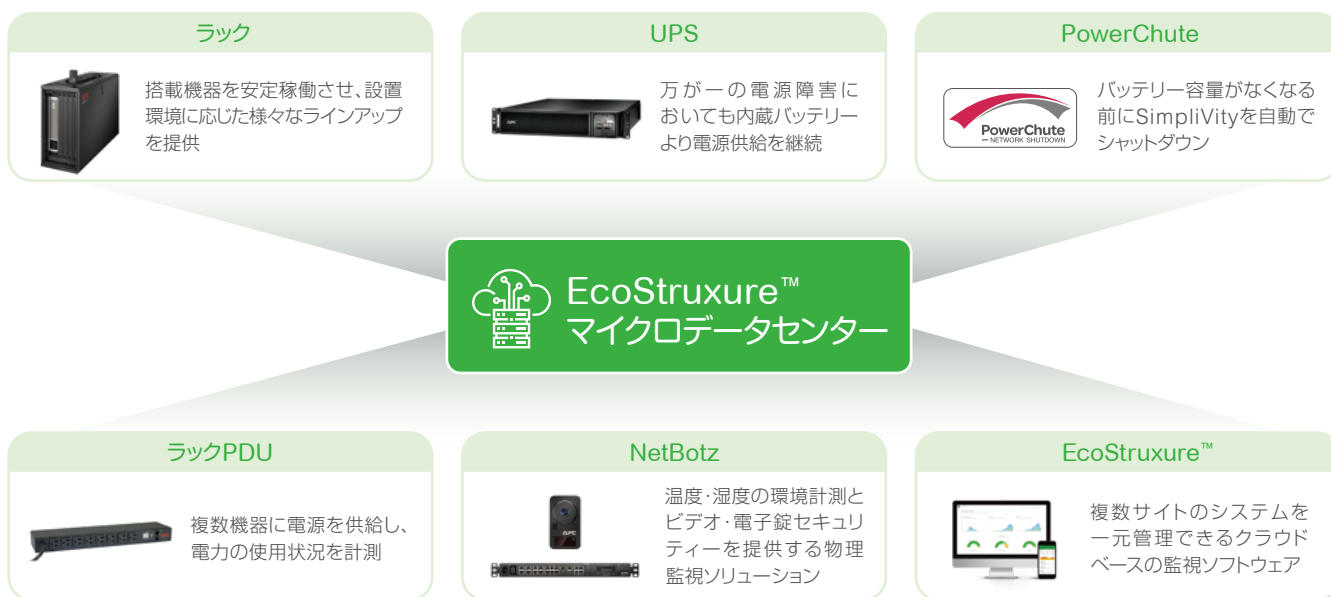 ラック
搭載機器を安定稼働させ、設置
環境に応じた様々なラインアップ
を提供
UPS
万が一の電源障害に
おいても内蔵バッテリー
より電源供給を継続
PowerChute
PowerChute
NETWORK SHUTDOWN
バッテリー容量がなくなる
前にSimpliVityを自動で
シャットダウン
EcoStruxure™
マイクロデータセンター
ラックPDU
複数機器に電源を供給し、
電力の使用状況を計測
NetBotz
APC
温度・湿度の環境計測と
ビデオ・電子錠セキュリ
ティーを提供する物理
監視ソリューション
EcoStruxure™
複数サイトのシステムを
一元管理できるクラウド
ベースの監視ソフトウェア